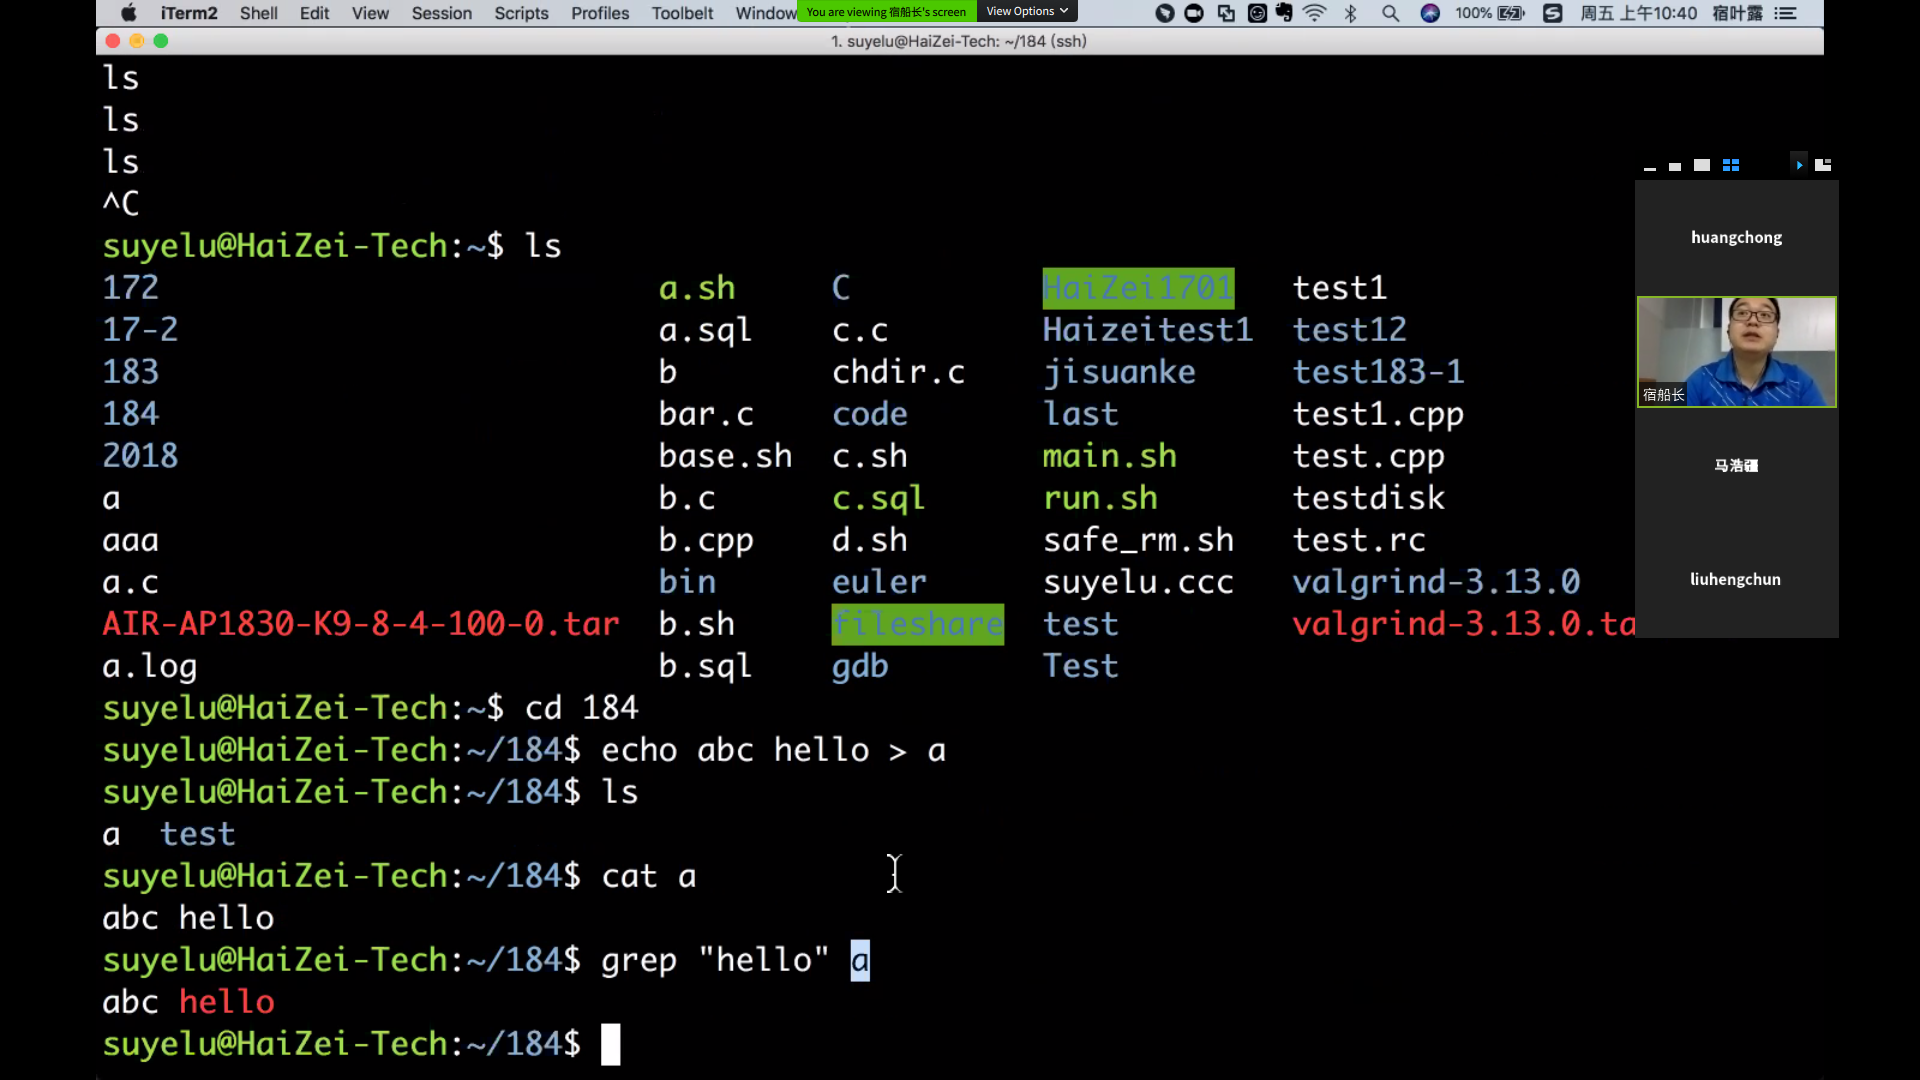 iTerm2 Shell Edit View Session Scripts Profiles Toolbelt Window You are viewing 宿船长's screen View Options 100% 周五 上午10:40 宿叶露
1. suyelu@HaiZei-Tech: ~/184 (ssh)
ls
ls
ls
^C
suyelu@HaiZei-Tech:~$ ls
172 a.sh C HaiZei1701 test1
17-2 a.sql c.c Haizeitest1 test12
183 b chdir.c jisuanke test183-1
184 bar.c code last test1.cpp
2018 base.sh c.sh main.sh test.cpp
a b.c c.sql run.sh testdisk
aaa b.cpp d.sh safe_rm.sh test.rc
a.c bin euler suyelu.ccc valgrind-3.13.0
AIR-AP1830-K9-8-4-100-0.tar b.sh fileshare test valgrind-3.13.0.ta
a.log b.sql gdb Test
suyelu@HaiZei-Tech:~$ cd 184
suyelu@HaiZei-Tech:~/184$ echo abc hello > a
suyelu@HaiZei-Tech:~/184$ ls
a test
suyelu@HaiZei-Tech:~/184$ cat a
abc hello
suyelu@HaiZei-Tech:~/184$ grep "hello" a
abc hello
suyelu@HaiZei-Tech:~/184$
huangchong
宿船长
马浩疆
liuhengchun